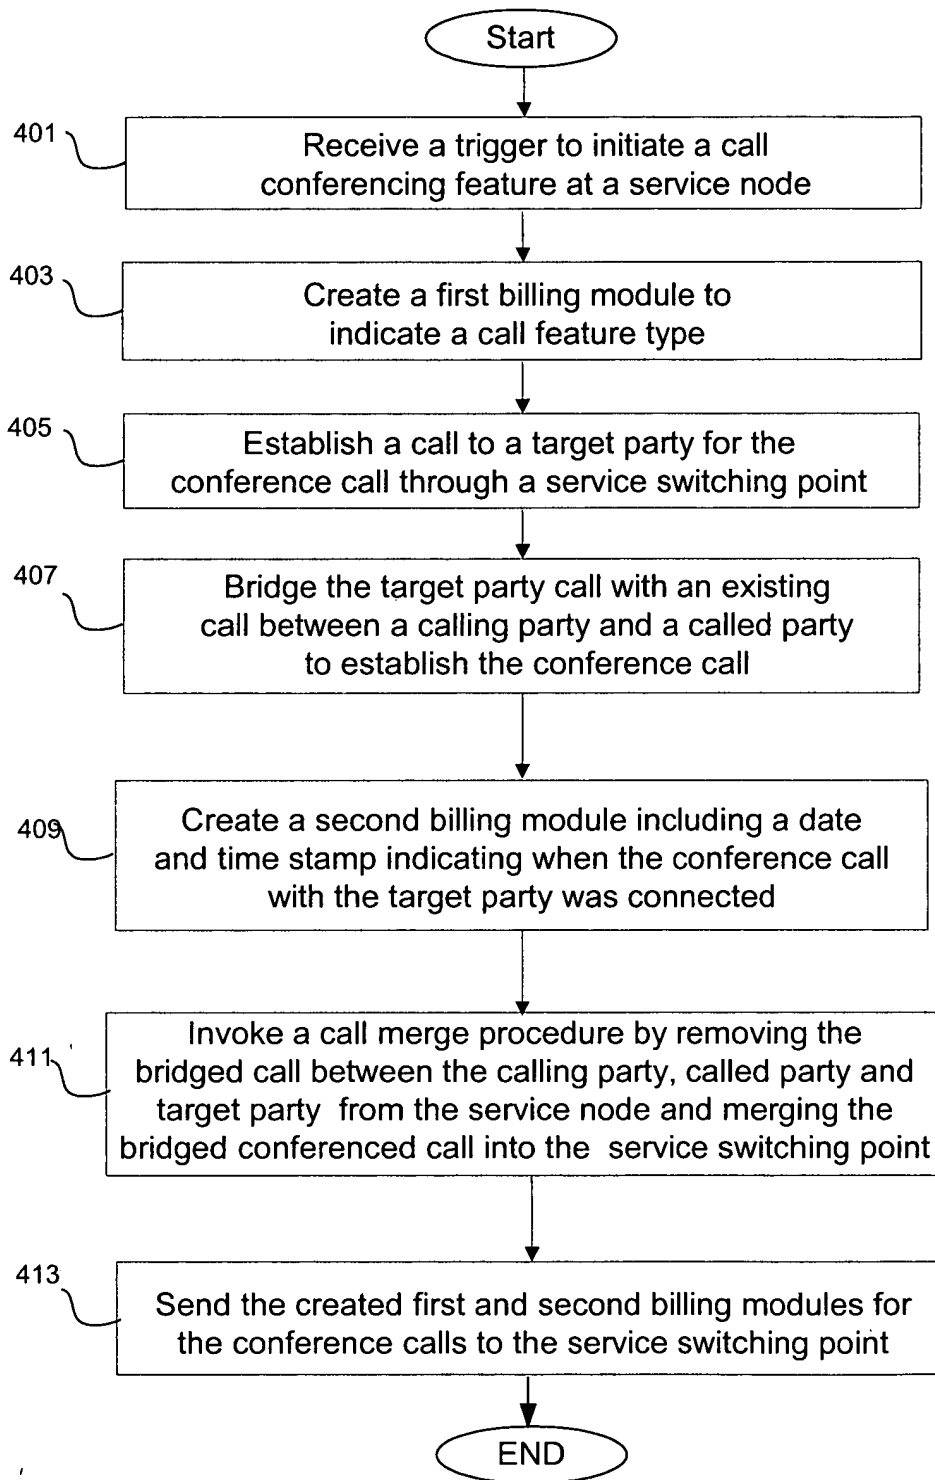 Start
401
Receive a trigger to initiate a call
conferencing feature at a service node
403
Create a first billing module to
indicate a call feature type
405
Establish a call to a target party for the
conference call through a service switching point
407
Bridge the target party call with an existing
call between a calling party and a called party
to establish the conference call
409
Create a second billing module including a date
and time stamp indicating when the conference call
with the target party was connected
411
Invoke a call merge procedure by removing the
bridged call between the calling party, called party and
target party from the service node and merging the
bridged conferenced call into the service switching point
413
Send the created first and second billing modules for
the conference calls to the service switching point
END